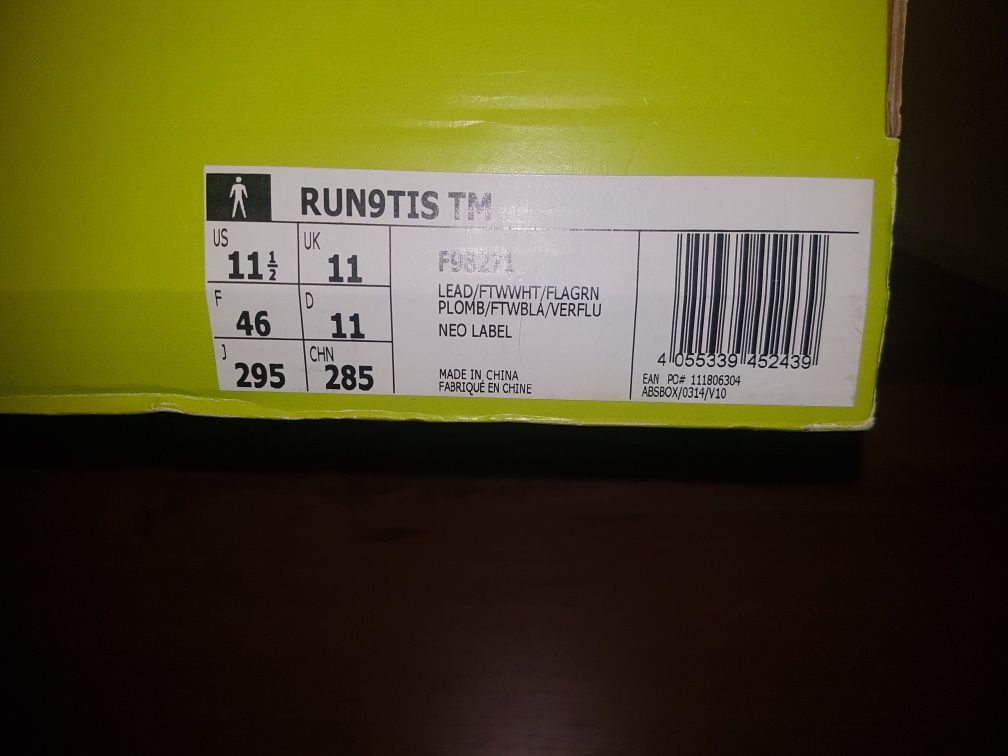 RUN9TIS TM
US 11 1/2
UK 11
F 46
D 11
J 295
CHN 285
F98271
LEAD/FTWWHT/FLAGRN
PLOMB/FTWBLA/VERFLU
NEO LABEL
MADE IN CHINA
FABRIQUÉ EN CHINE
4 055339 452439
EAN PO# 111806304
ABSBOX/0314/V10